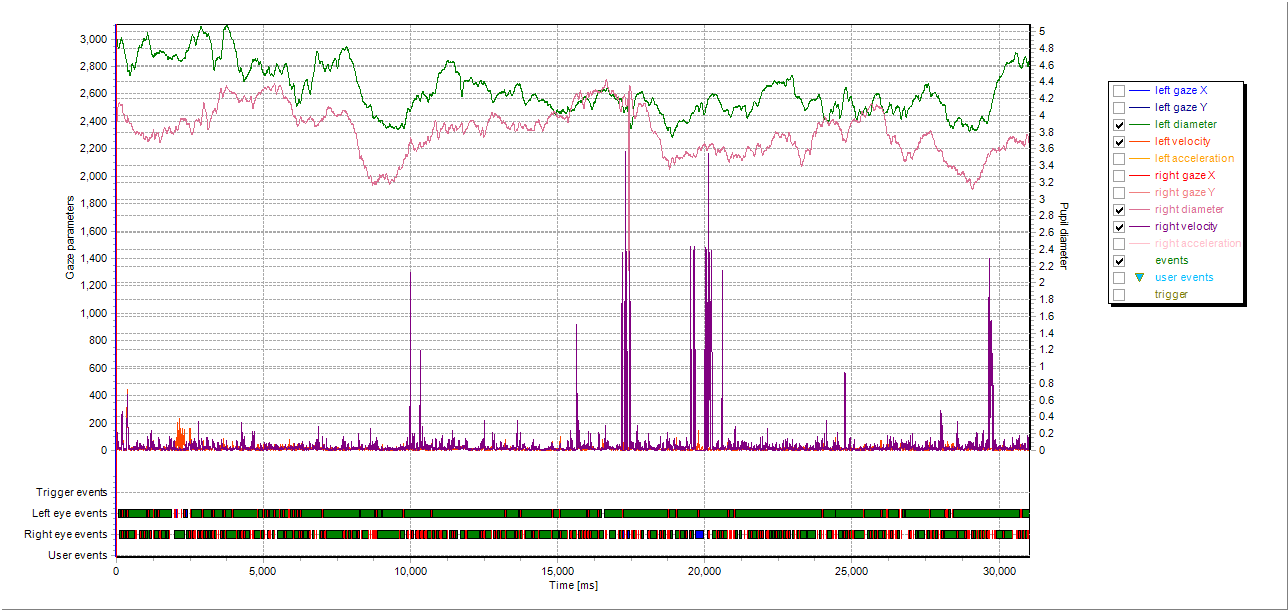 3,000
2,800
2,600
2,400
2,200
2,000
1,800
1,600
1,400
1,200
1,000
800
600
400
200
0
Gaze parameters
5
4.8
4.6
4.4
4.2
4
3.8
3.6
3.4
3.2
3
2.8
2.6
2.4
2.2
2
1.8
1.6
1.4
1.2
1
0.8
0.6
0.4
0.2
0
Pupil diameter
left gaze X
left gaze Y
left diameter
left velocity
left acceleration
right gaze X
right gaze Y
right diameter
right velocity
right acceleration
events
user events
trigger
Trigger events
Left eye events
Right eye events
User events
0 5,000 10,000 15,000 20,000 25,000 30,000
Time [ms]